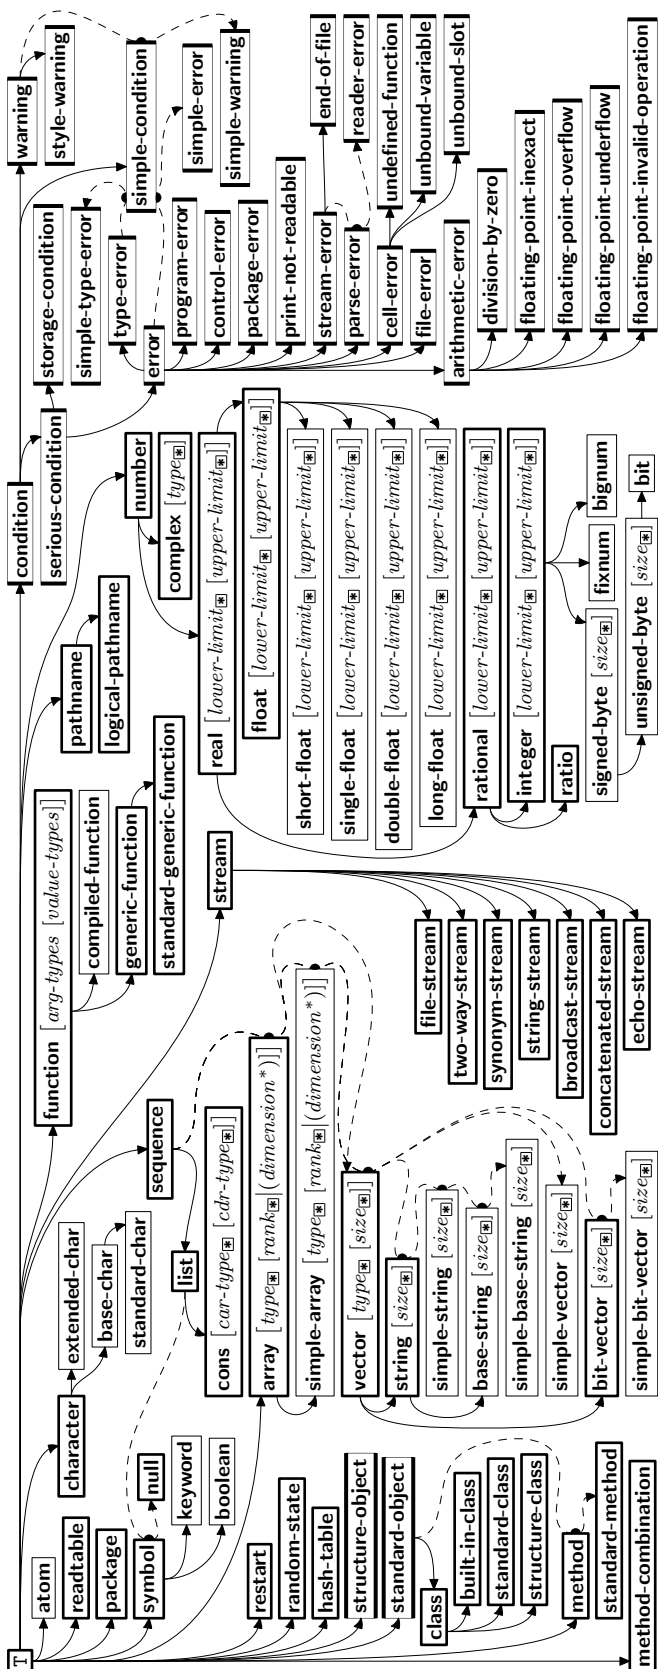 T
atom
readtable
package
symbol
null
keyword
boolean
restart
random-state
hash-table
structure-object
standard-object
class
built-in-class
standard-class
structure-class
method
standard-method
method-combination
character
extended-char
base-char
standard-char
sequence
list
cons [car-type* [cdr-type*]]
array [type* [rank*|(dimension*)]]
simple-array [type* [rank*|(dimension*)]]
vector [type* [size*]]
string [size*]
simple-string [size*]
base-string [size*]
simple-base-string [size*]
simple-vector [size*]
bit-vector [size*]
simple-bit-vector [size*]
function [arg-types [value-types]]
compiled-function
generic-function
standard-generic-function
stream
file-stream
two-way-stream
synonym-stream
string-stream
broadcast-stream
concatenated-stream
echo-stream
pathname
logical-pathname
number
complex [type*]
real [lower-limit* [upper-limit*]]
float [lower-limit* [upper-limit*]]
short-float [lower-limit* [upper-limit*]]
single-float [lower-limit* [upper-limit*]]
double-float [lower-limit* [upper-limit*]]
long-float [lower-limit* [upper-limit*]]
rational [lower-limit* [upper-limit*]]
integer [lower-limit* [upper-limit*]]
ratio
signed-byte [size*]
fixnum
bignum
unsigned-byte [size*]
bit
condition
serious-condition
storage-condition
simple-type-error
type-error
error
program-error
control-error
package-error
print-not-readable
stream-error
parse-error
cell-error
file-error
arithmetic-error
warning
style-warning
simple-condition
simple-error
simple-warning
end-of-file
reader-error
undefined-function
unbound-variable
unbound-slot
division-by-zero
floating-point-inexact
floating-point-overflow
floating-point-underflow
floating-point-invalid-operation